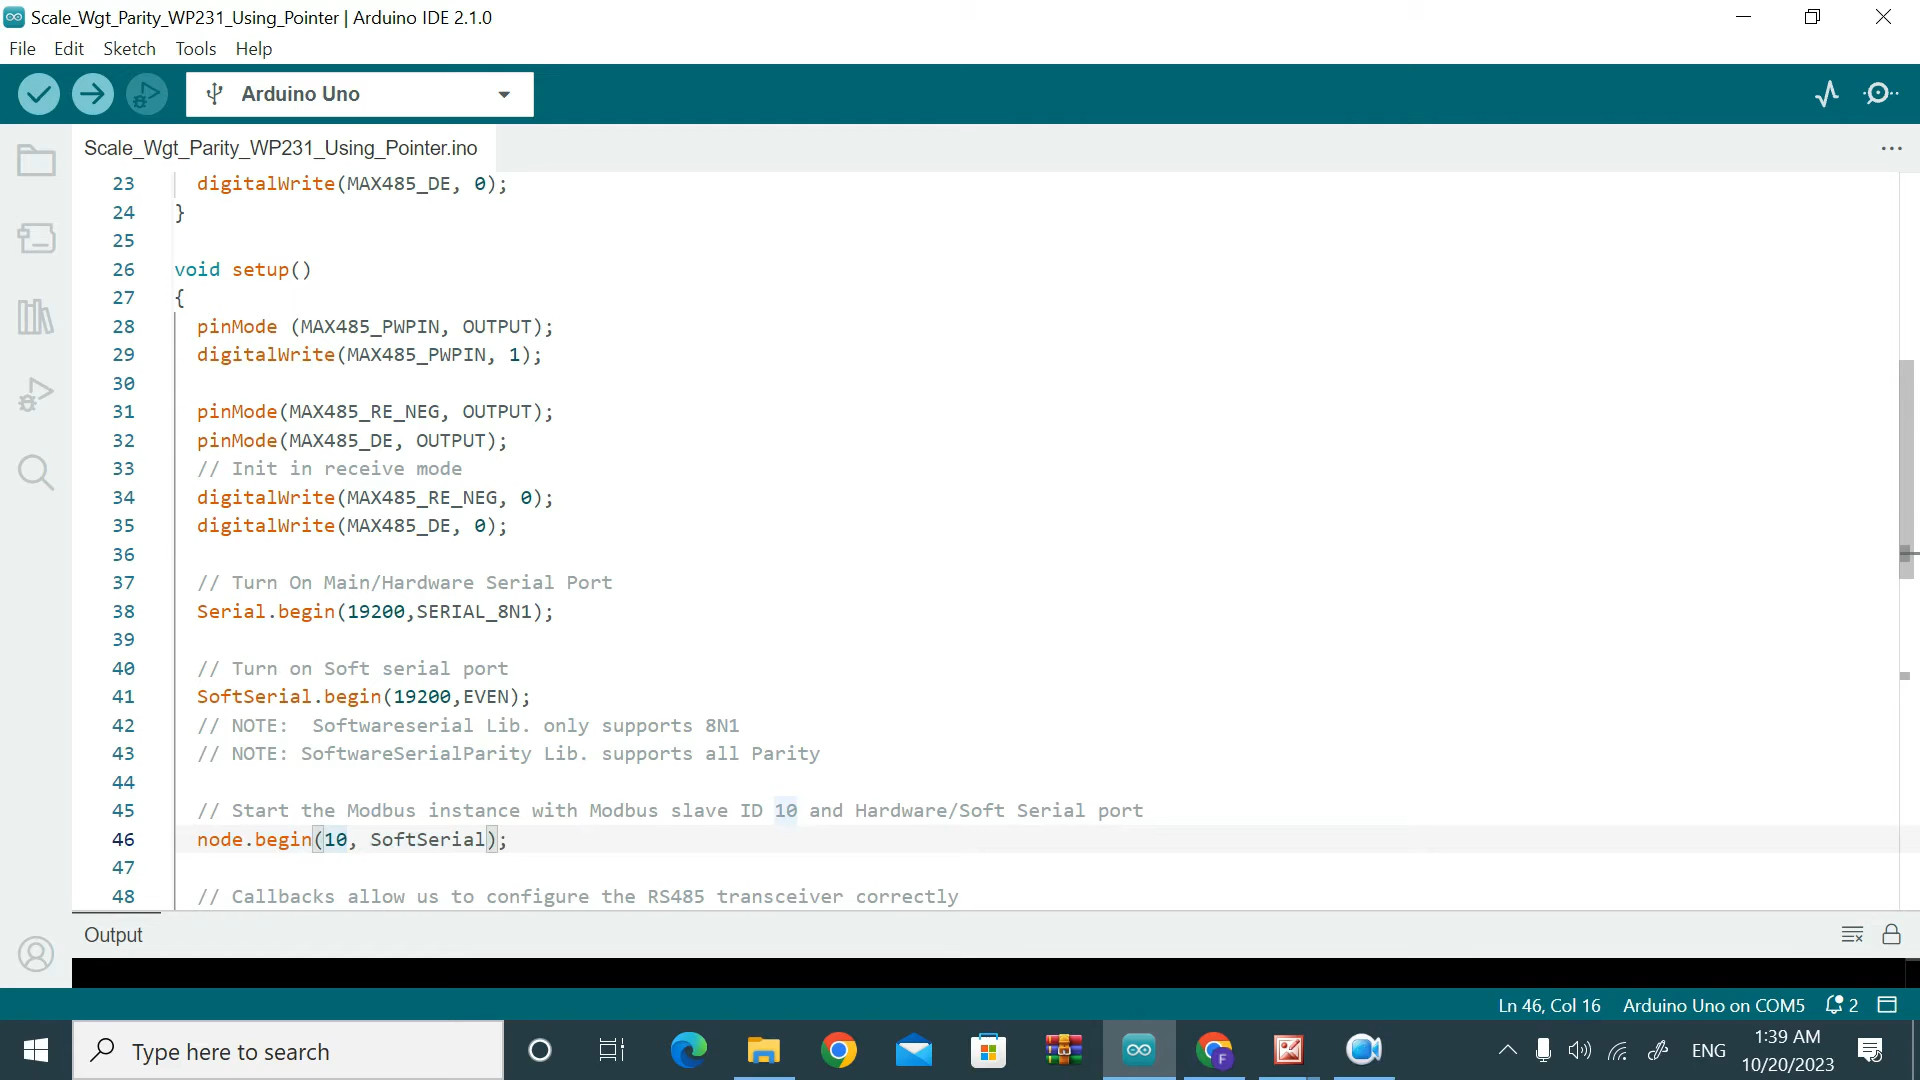 Scale_Wgt_Parity_WP231_Using_Pointer | Arduino IDE 2.1.0
File Edit Sketch Tools Help
Arduino Uno
Scale_Wgt_Parity_WP231_Using_Pointer.ino
23 digitalWrite(MAX485_DE, 0);
24 }
25
26 void setup()
27 {
28 pinMode (MAX485_PWPIN, OUTPUT);
29 digitalWrite(MAX485_PWPIN, 1);
30
31 pinMode(MAX485_RE_NEG, OUTPUT);
32 pinMode(MAX485_DE, OUTPUT);
33 // Init in receive mode
34 digitalWrite(MAX485_RE_NEG, 0);
35 digitalWrite(MAX485_DE, 0);
36
37 // Turn On Main/Hardware Serial Port
38 Serial.begin(19200,SERIAL_8N1);
39
40 // Turn on Soft serial port
41 SoftSerial.begin(19200,EVEN);
42 // NOTE:  Softwareserial Lib. only supports 8N1
43 // NOTE: SoftwareSerialParity Lib. supports all Parity
44
45 // Start the Modbus instance with Modbus slave ID 10 and Hardware/Soft Serial port
46 node.begin(10, SoftSerial);
47
48 // Callbacks allow us to configure the RS485 transceiver correctly
Output
Ln 46, Col 16 Arduino Uno on COM5 2
Type here to search
F
ENG
1:39 AM
10/20/2023